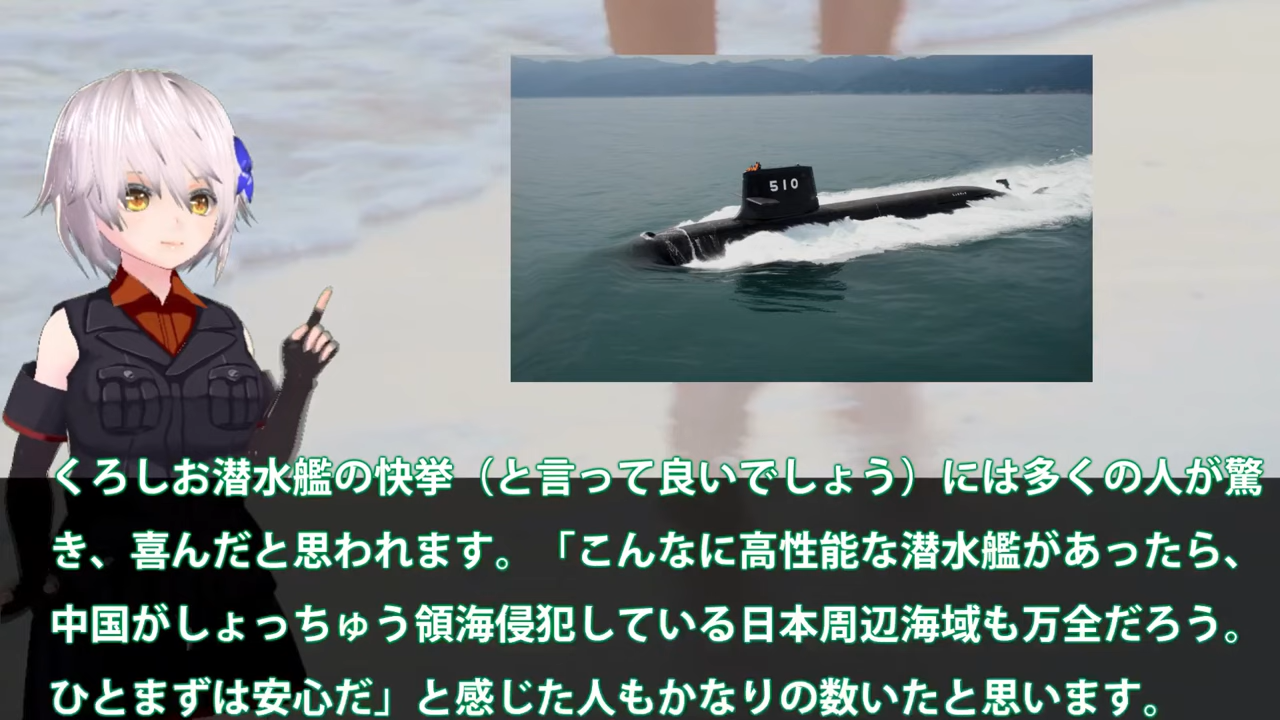 510
くろしお潜水艦の快挙（と言って良いでしょう）には多くの人が驚
き、喜んだと思われます。「こんなに高性能な潜水艦があったら、
中国がしょっちゅう領海侵犯している日本周辺海域も万全だろう。
ひとまずは安心だ」と感じた人もかなりの数いたと思います。